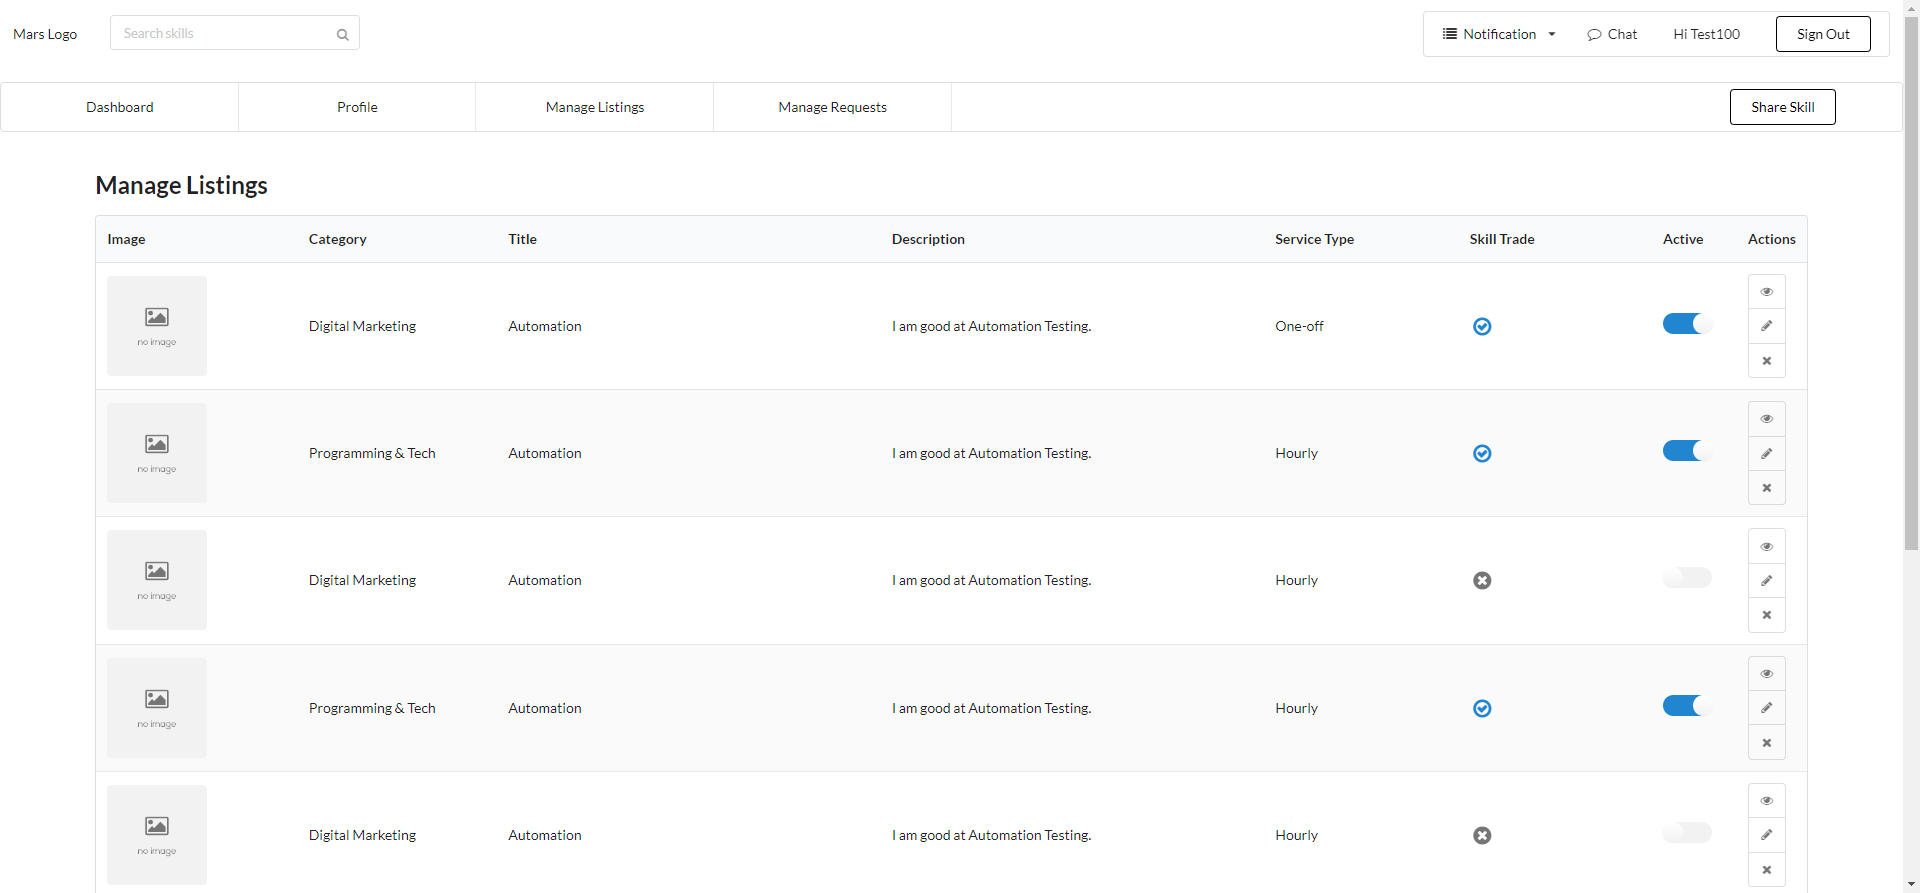 Mars Logo Search skills Notification Chat Hi Test100 Sign Out
Dashboard Profile Manage Listings Manage Requests Share Skill
Manage Listings
Image Category Title Description Service Type Skill Trade Active Actions
Digital Marketing Automation I am good at Automation Testing. One-off
no image
Programming & Tech Automation I am good at Automation Testing. Hourly
no image
Digital Marketing Automation I am good at Automation Testing. Hourly
no image
Programming & Tech Automation I am good at Automation Testing. Hourly
no image
Digital Marketing Automation I am good at Automation Testing. Hourly
no image